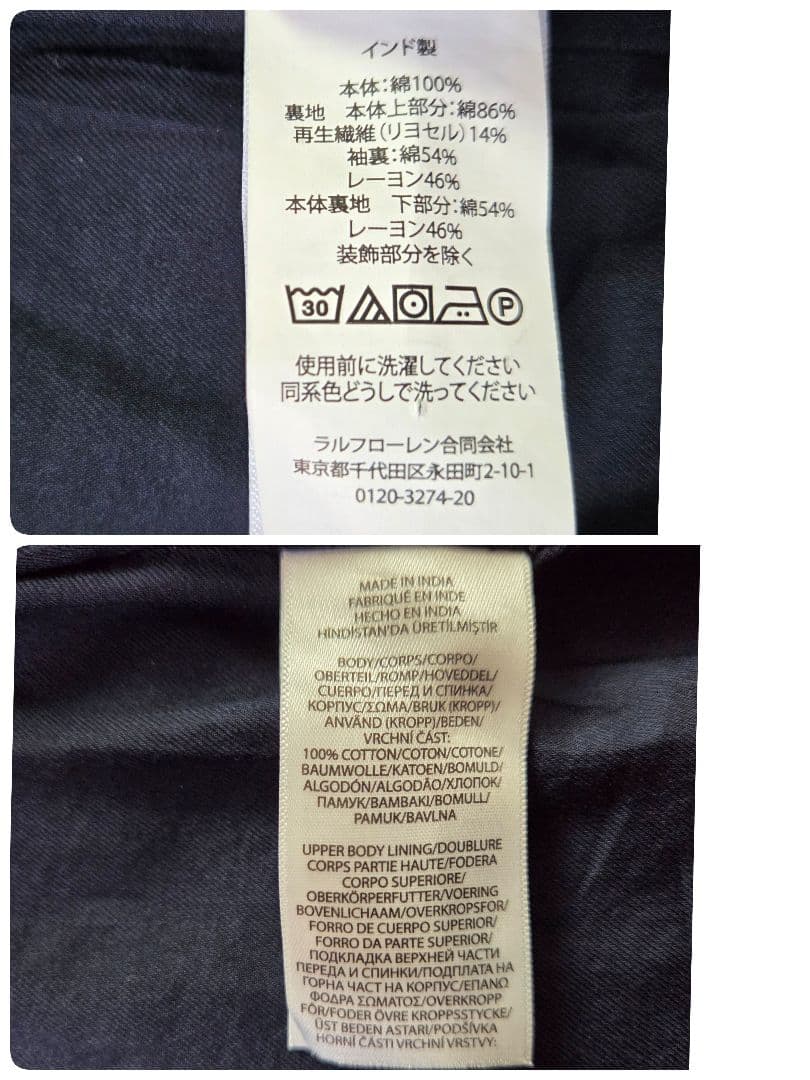 インド製
本体:綿100%
裏地 本体上部分:綿86%
再生繊維(リヨセル)14%
袖裏:綿54%
レーヨン46%
本体裏地 下部分:綿54%
レーヨン46%
装飾部分を除く
30
P
使用前に洗濯してください
同系色どうしで洗ってください
ラルフローレン合同会社
東京都千代田区永田町2-10-1
0120-3274-20
MADE IN INDIA
FABRIQUÉ EN INDE
HECHO EN INDIA
HİNDİSTAN'DA ÜRETİLMİŞTİR
BODY/CORPS/CORPO/
OBERTEIL/ROMP/HOVEDDEL/
CUERPO/ПЕРЕД И СПИНКА/
КОРПУС/ΣΩΜΑ/BRUK (KROPP)/
ANVÄND (KROPP)/BEDEN/
VRCHNÍ ČÁST:
100% COTTON/COTON/COTONE/
BAUMWOLLE/KATOEN/BOMULD/
ALGODÓN/ALGODÃO/ХЛОПОК/
ПАМУК/ΒΑΜΒΑΚΙ/BOMULL/
PAMUK/BAVLNA
UPPER BODY LINING/DOUBLURE
CORPS PARTIE HAUTE/FODERA
CORPO SUPERIORE/
OBERKÖRPERFUTTER/VOERING
BOVENLICHAAM/OVERKROPSFOR/
FORRO DE CUERPO SUPERIOR/
FORRO DA PARTE SUPERIOR/
ПОДКЛАДКА ВЕРХНЕЙ ЧАСТИ
ПЕРЕДА И СПИНКИ/ПОДПЛАТА НА
ГОРНА ЧАСТ НА КОРПУС/ΕΠΑΝΩ
ΦΟΔΡΑ ΣΩΜΑΤΟΣ/OVERKROPP
FÔR/FODER ÖVRE KROPPSSTYCKE/
ÜST BEDEN ASTARI/PODŠÍVKA
HORNÍ ČÁSTI VRCHNÍ VRSTVY: